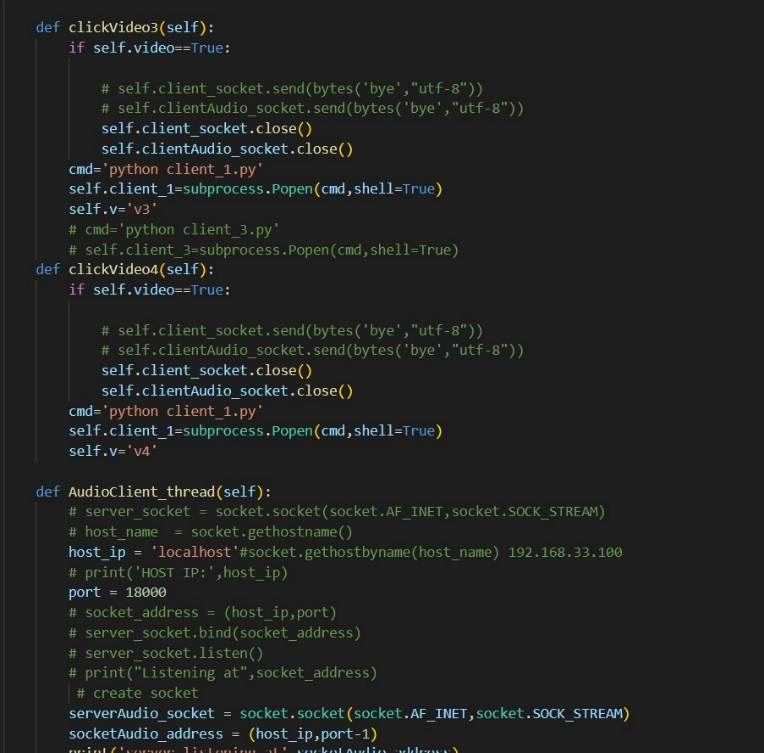 def clickVideo3(self):
if self.video==True:
# self.client_socket.send(bytes('bye',"utf-8"))
# self.clientAudio_socket.send(bytes('bye',"utf-8"))
self.client_socket.close()
self.clientAudio_socket.close()
cmd='python client_1.py'
self.client_1=subprocess.Popen(cmd,shell=True)
self.v='v3'
# cmd='python client_3.py'
# self.client_3=subprocess.Popen(cmd,shell=True)
def clickVideo4(self):
if self.video==True:
# self.client_socket.send(bytes('bye',"utf-8"))
# self.clientAudio_socket.send(bytes('bye',"utf-8"))
self.client_socket.close()
self.clientAudio_socket.close()
cmd='python client_1.py'
self.client_1=subprocess.Popen(cmd,shell=True)
self.v='v4'
def AudioClient_thread(self):
# server_socket = socket.socket(socket.AF_INET,socket.SOCK_STREAM)
# host_name  = socket.gethostname()
host_ip = 'localhost'#socket.gethostbyname(host_name) 192.168.33.100
# print('HOST IP:',host_ip)
port = 18000
# socket_address = (host_ip,port)
# server_socket.bind(socket_address)
# server_socket.listen()
# print("Listening at",socket_address)
# create socket
serverAudio_socket = socket.socket(socket.AF_INET,socket.SOCK_STREAM)
socketAudio_address = (host_ip,port-1)
print('server listening at',socketAudio_address)